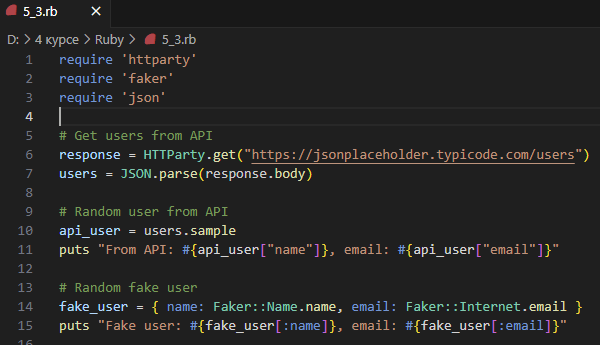 5_3.rb ×
D: > 4 курсе > Ruby > 5_3.rb
1 require 'httparty'
2 require 'faker'
3 require 'json'
4
5 # Get users from API
6 response = HTTParty.get("https://jsonplaceholder.typicode.com/users")
7 users = JSON.parse(response.body)
8
9 # Random user from API
10 api_user = users.sample
11 puts "From API: #{api_user["name"]}, email: #{api_user["email"]}"
12
13 # Random fake user
14 fake_user = { name: Faker::Name.name, email: Faker::Internet.email }
15 puts "Fake user: #{fake_user[:name]}, email: #{fake_user[:email]}"
16